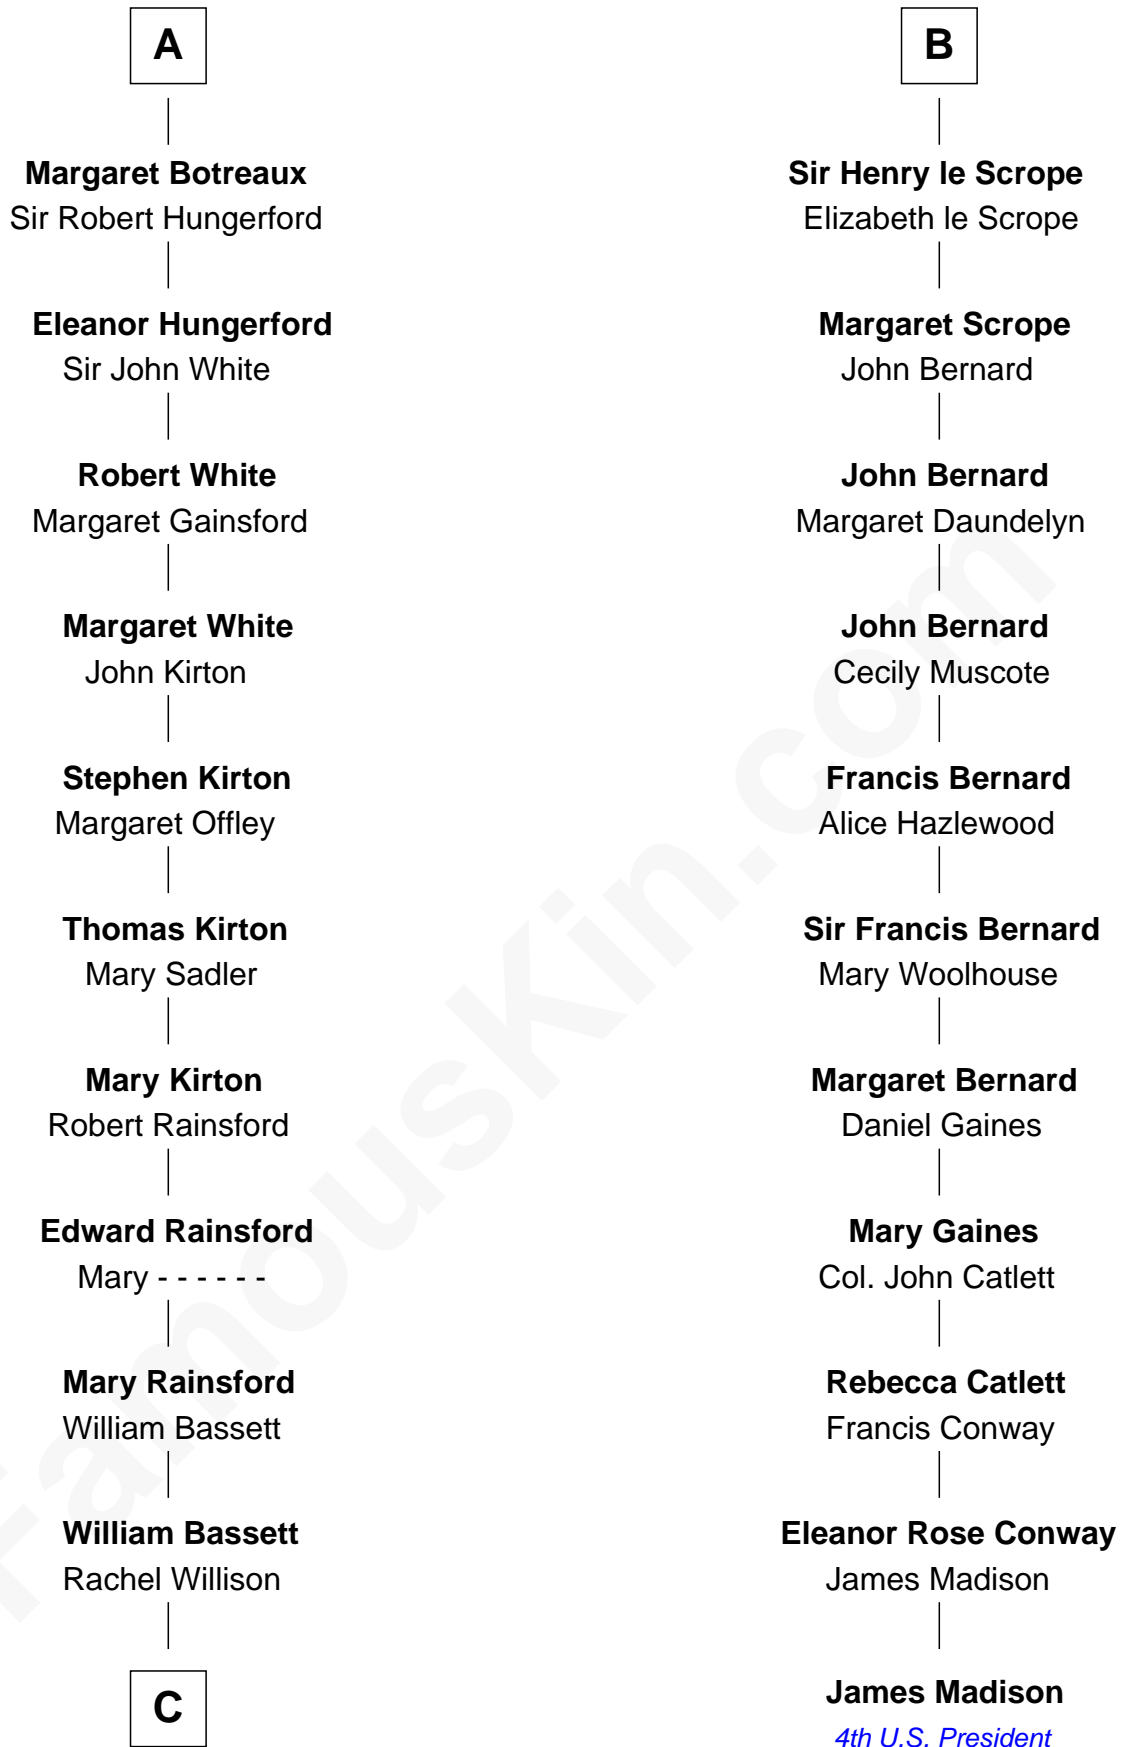 A
Margaret Botreaux
Sir Robert Hungerford
Eleanor Hungerford
Sir John White
Robert White
Margaret Gainsford
Margaret White
John Kirton
Stephen Kirton
Margaret Offley
Thomas Kirton
Mary Sadler
Mary Kirton
Robert Rainsford
Edward Rainsford
Mary - - - - - -
Mary Rainsford
William Bassett
William Bassett
Rachel Willison
C
B
Sir Henry le Scrope
Elizabeth le Scrope
Margaret Scrope
John Bernard
John Bernard
Margaret Daundelyn
John Bernard
Cecily Muscote
Francis Bernard
Alice Hazlewood
Sir Francis Bernard
Mary Woolhouse
Margaret Bernard
Daniel Gaines
Mary Gaines
Col. John Catlett
Rebecca Catlett
Francis Conway
Eleanor Rose Conway
James Madison
James Madison
4th U.S. President
FamousKin.com